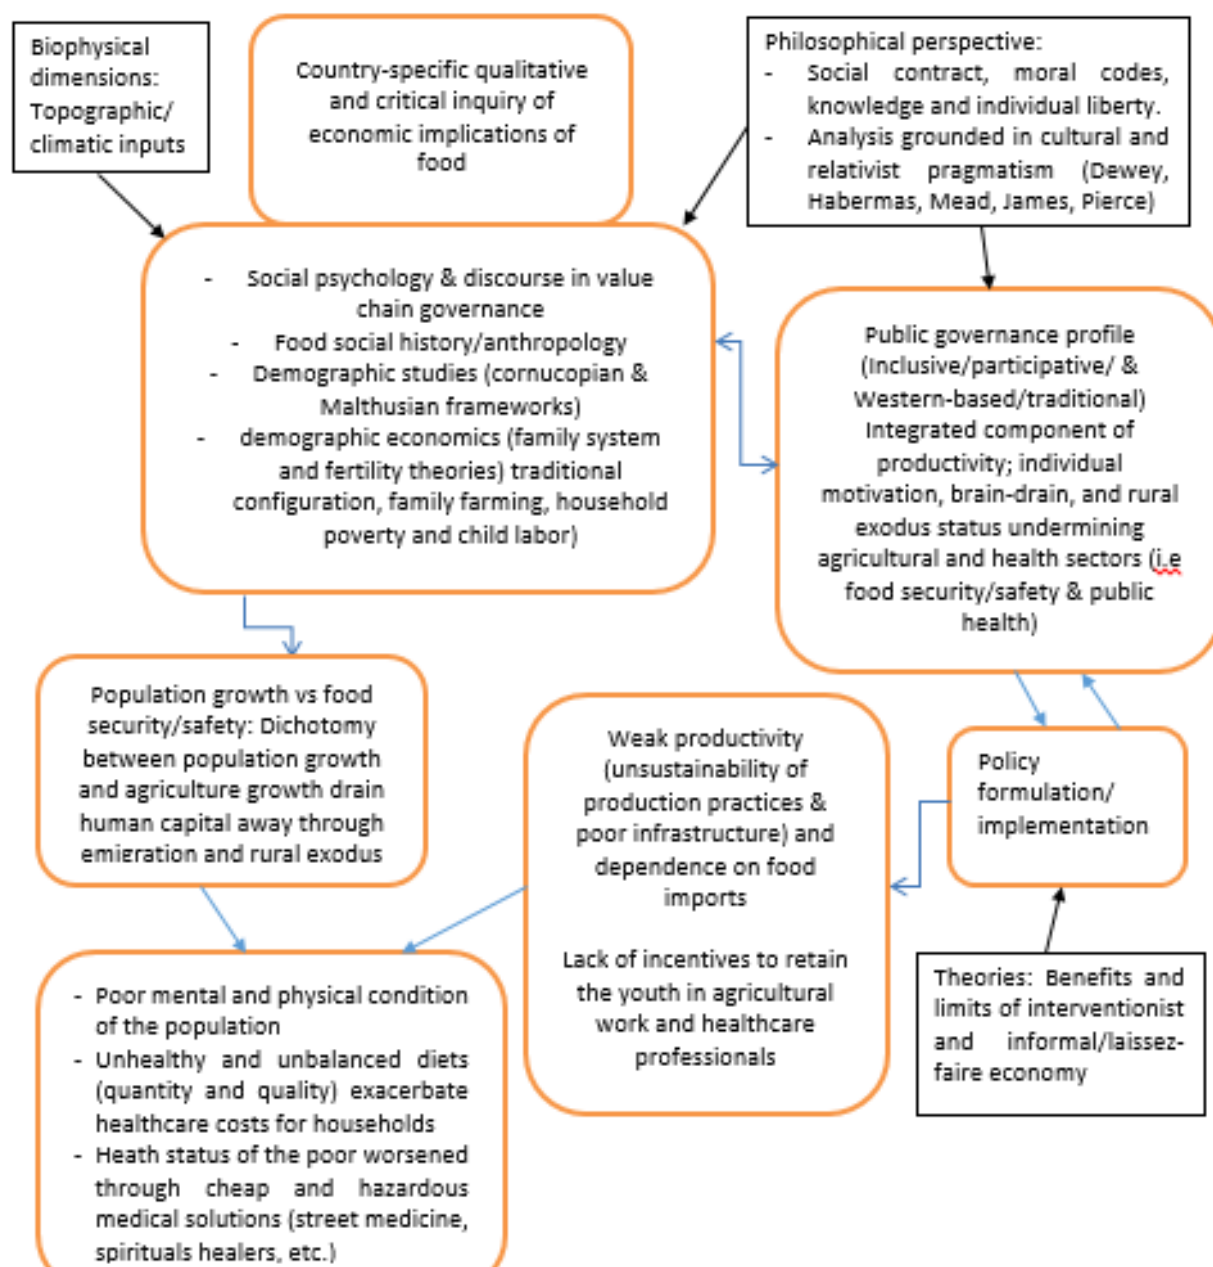 Biophysical
dimensions:
Topographic/
climatic inputs
Country-specific qualitative
and critical inquiry of
economic implications of
food
Philosophical perspective:
- Social contract, moral codes,
knowledge and individual liberty.
- Analysis grounded in cultural and
relativist pragmatism (Dewey,
Habermas, Mead, James, Pierce)
- Social psychology & discourse in value
chain governance
- Food social history/anthropology
- Demographic studies (cornucopian &
Malthusian frameworks)
- demographic economics (family system
and fertility theories) traditional
configuration, family farming, household
poverty and child labor)
Public governance profile
(Inclusive/participative/ &
Western-based/traditional)
Integrated component of
productivity; individual
motivation, brain-drain, and rural
exodus status undermining
agricultural and health sectors (i.e
food security/safety & public
health)
Population growth vs food
security/safety: Dichotomy
between population growth
and agriculture growth drain
human capital away through
emigration and rural exodus
Weak productivity
(unsustainability of
production practices &
poor infrastructure) and
dependence on food
imports
Lack of incentives to retain
the youth in agricultural
work and healthcare
professionals
Policy
formulation/
implementation
Theories: Benefits and
limits of interventionist
and informal/laissez-
faire economy
- Poor mental and physical condition
of the population
- Unhealthy and unbalanced diets
(quantity and quality) exacerbate
healthcare costs for households
- Heath status of the poor worsened
through cheap and hazardous
medical solutions (street medicine,
spirituals healers, etc.)